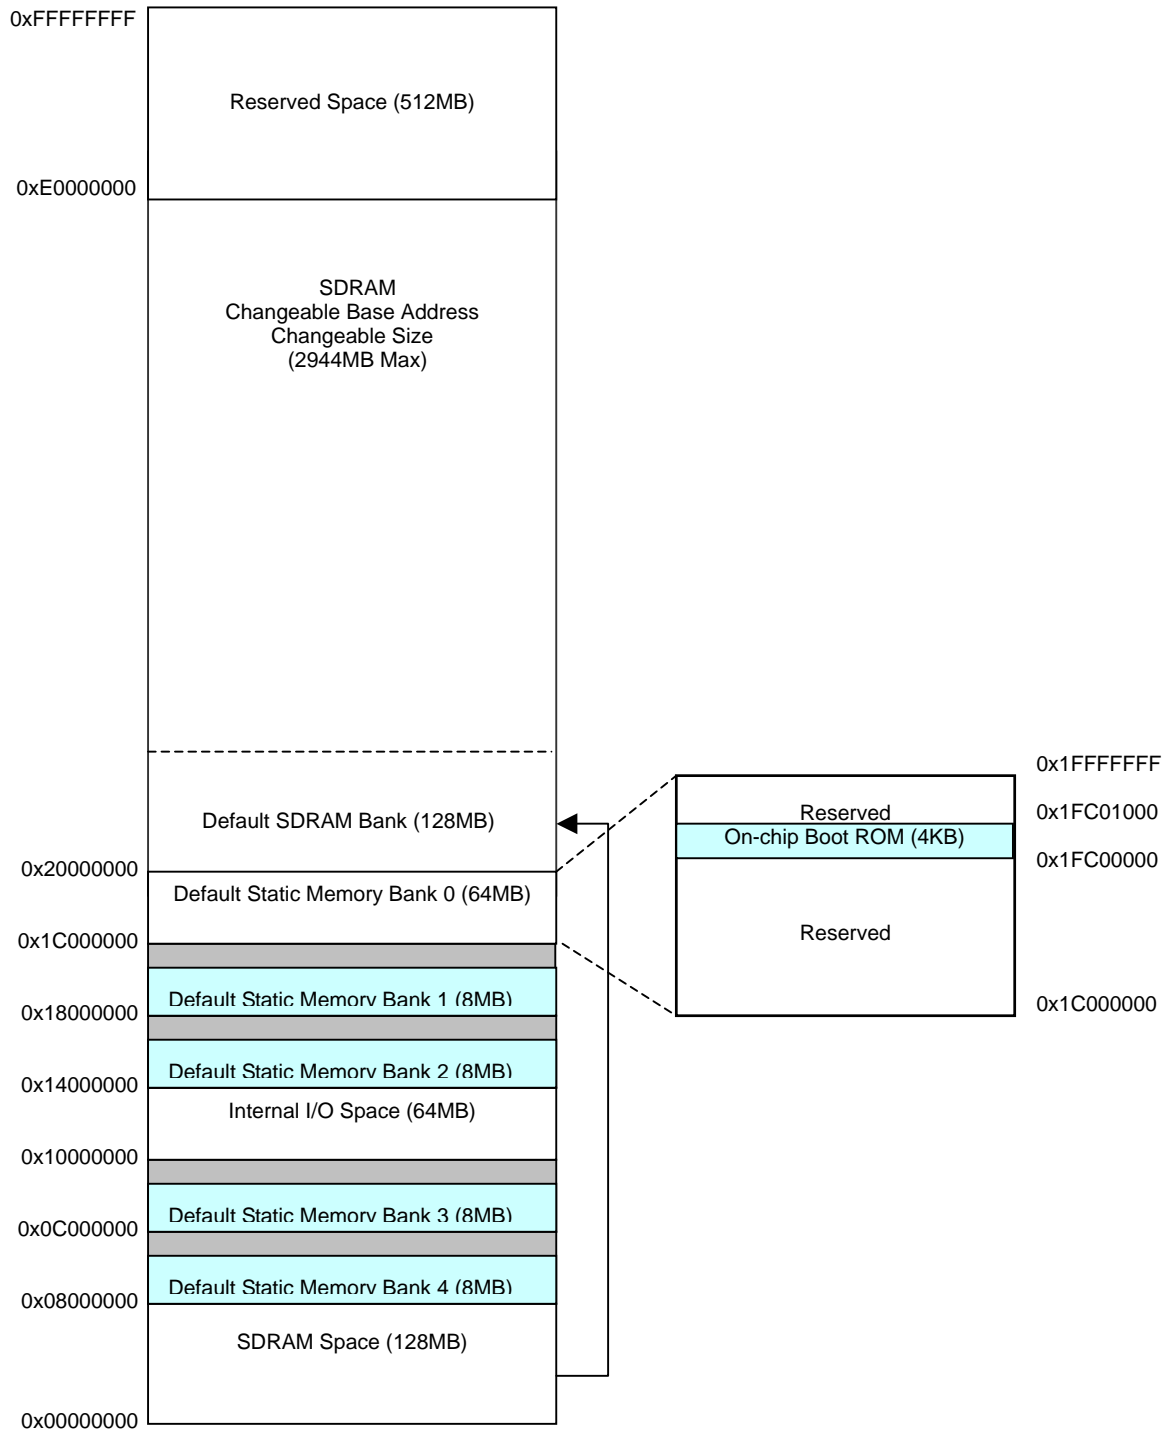 0xFFFFFFFF
Reserved Space (512MB)
0xE0000000
SDRAM
Changeable Base Address
Changeable Size
(2944MB Max)
0x1FFFFFFF
Reserved
0x1FC01000
Default SDRAM Bank (128MB)
On-chip Boot ROM (4KB)
0x1FC00000
0x20000000
Default Static Memory Bank 0 (64MB)
Reserved
0x1C000000
Default Static Memory Bank 1 (8MB)
0x1C000000
0x18000000
Default Static Memory Bank 2 (8MB)
0x14000000
Internal I/O Space (64MB)
0x10000000
Default Static Memory Bank 3 (8MB)
0x0C000000
Default Static Memory Bank 4 (8MB)
0x08000000
SDRAM Space (128MB)
0x00000000